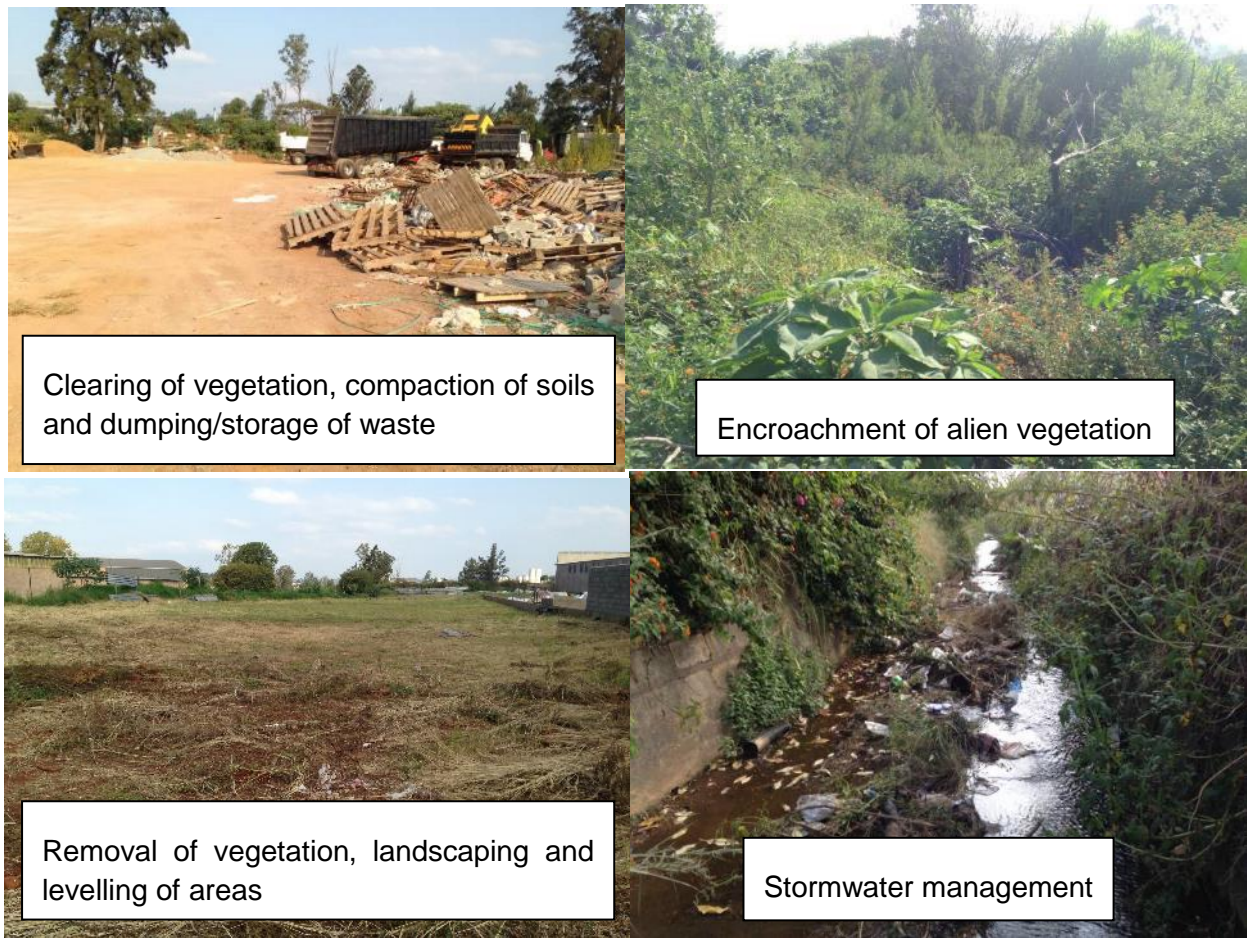 Clearing of vegetation, compaction of soils
and dumping/storage of waste
Encroachment of alien vegetation
Removal of vegetation, landscaping and
levelling of areas
Stormwater management